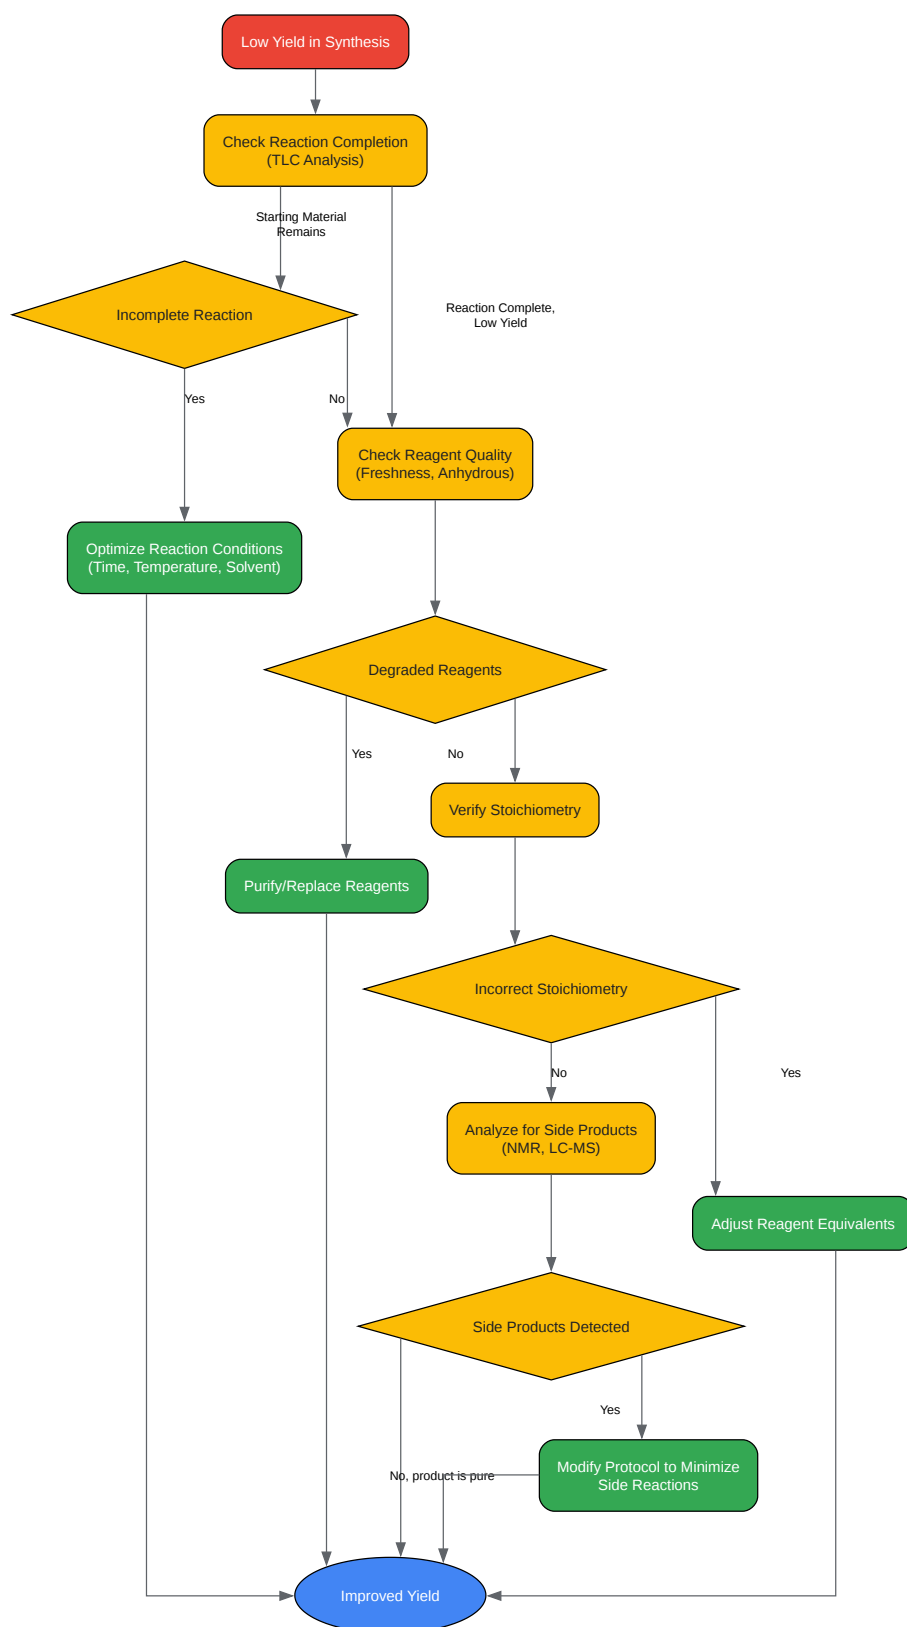 Low Yield in Synthesis
Check Reaction Completion
(TLC Analysis)
Starting Material
Remains
Incomplete Reaction
Reaction Complete,
Low Yield
Yes
No
Check Reagent Quality
(Freshness, Anhydrous)
Optimize Reaction Conditions
(Time, Temperature, Solvent)
Degraded Reagents
Yes
No
Verify Stoichiometry
Purify/Replace Reagents
Incorrect Stoichiometry
No
Yes
Analyze for Side Products
(NMR, LC-MS)
Adjust Reagent Equivalents
Side Products Detected
Yes
No, product is pure
Modify Protocol to Minimize
Side Reactions
Improved Yield